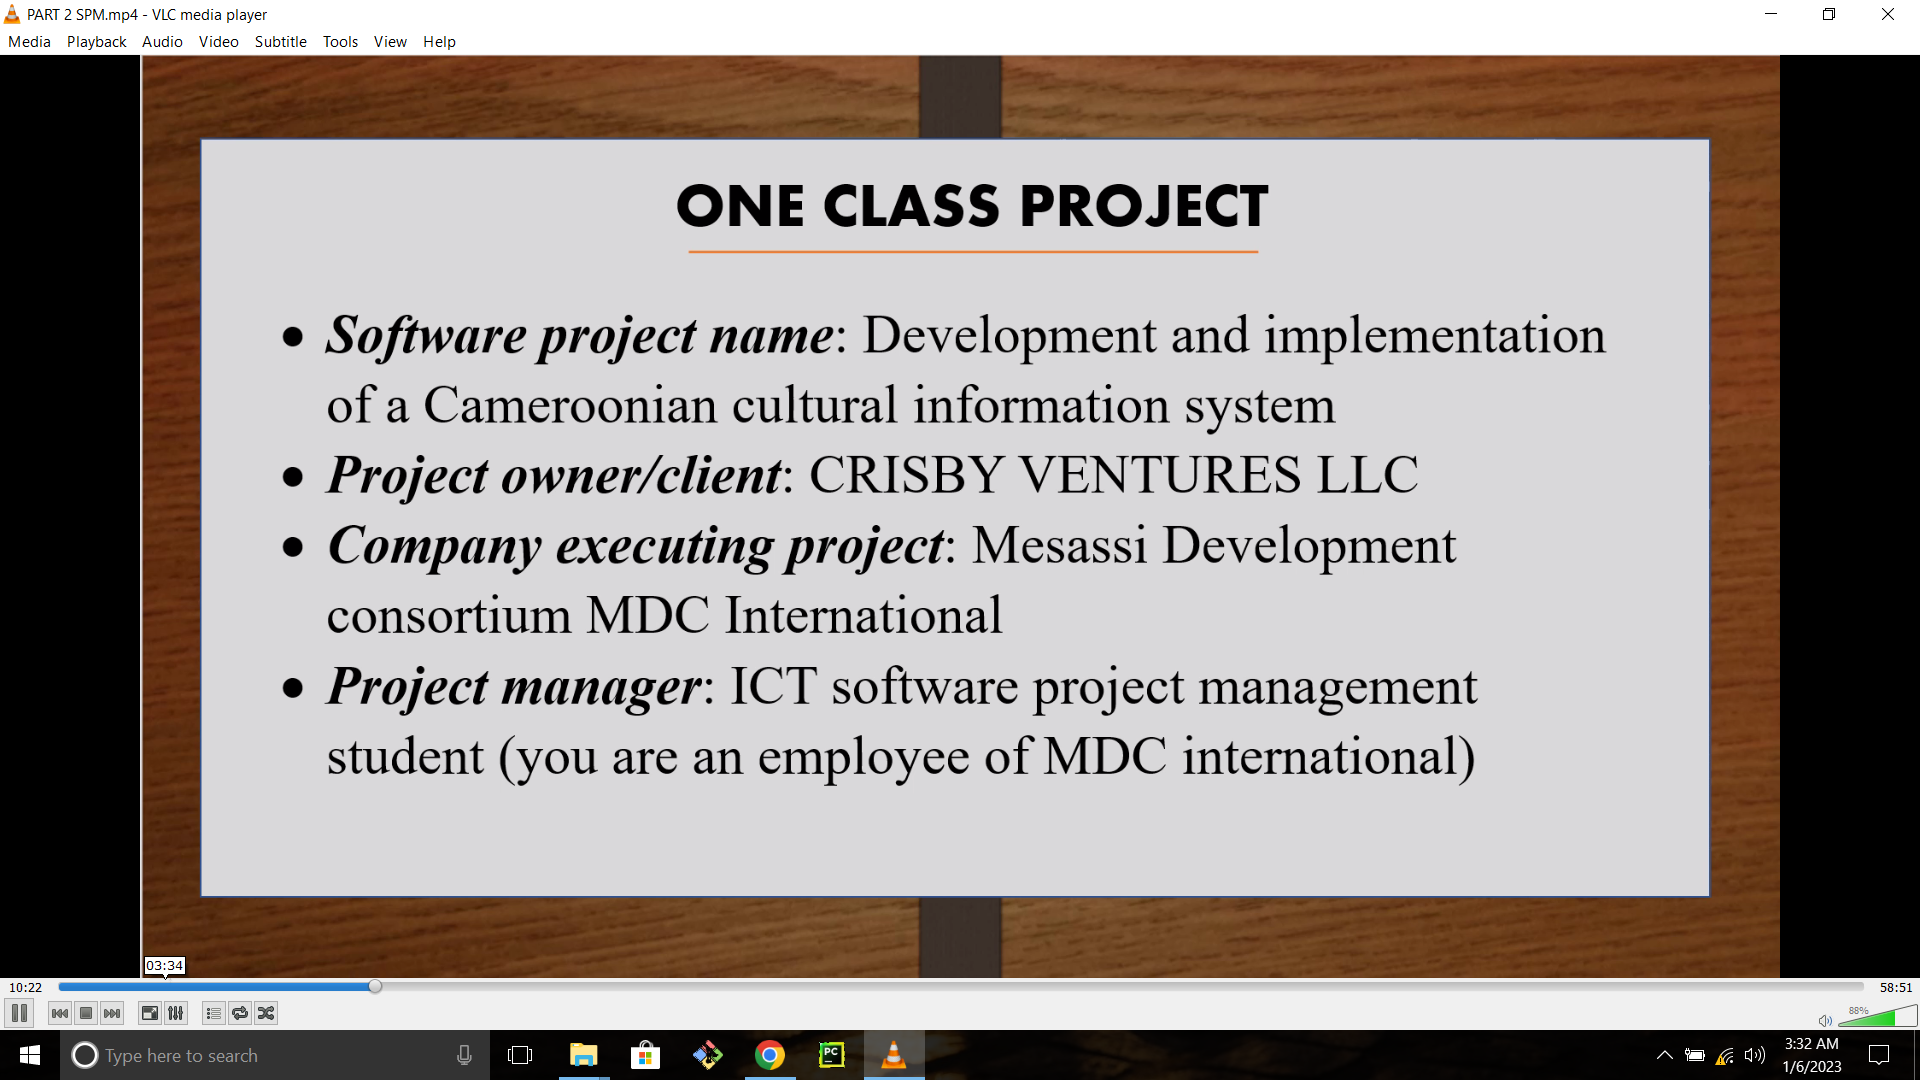 PART 2 SPM.mp4 - VLC media player
Media Playback Audio Video Subtitle Tools View Help
ONE CLASS PROJECT
• Software project name: Development and implementation
of a Cameroonian cultural information system
• Project owner/client: CRISBY VENTURES LLC
• Company executing project: Mesassi Development
consortium MDC International
• Project manager: ICT software project management
student (you are an employee of MDC international)
03:34
10:22
58:51
88%
Type here to search
PC
3:32 AM
1/6/2023